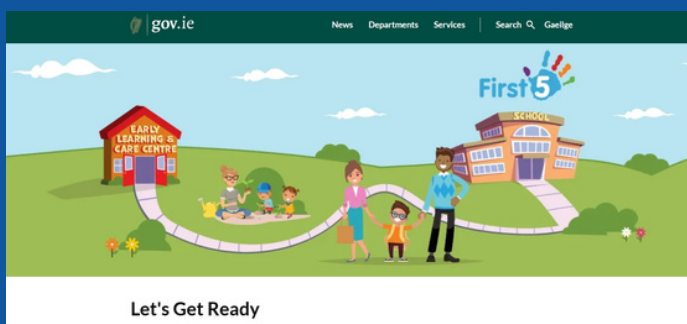 gov.ie News Departments Services Search Gaeilge
First 5
EARLY
LEARNING &
CARE CENTRE
SCHOOL
Let's Get Ready